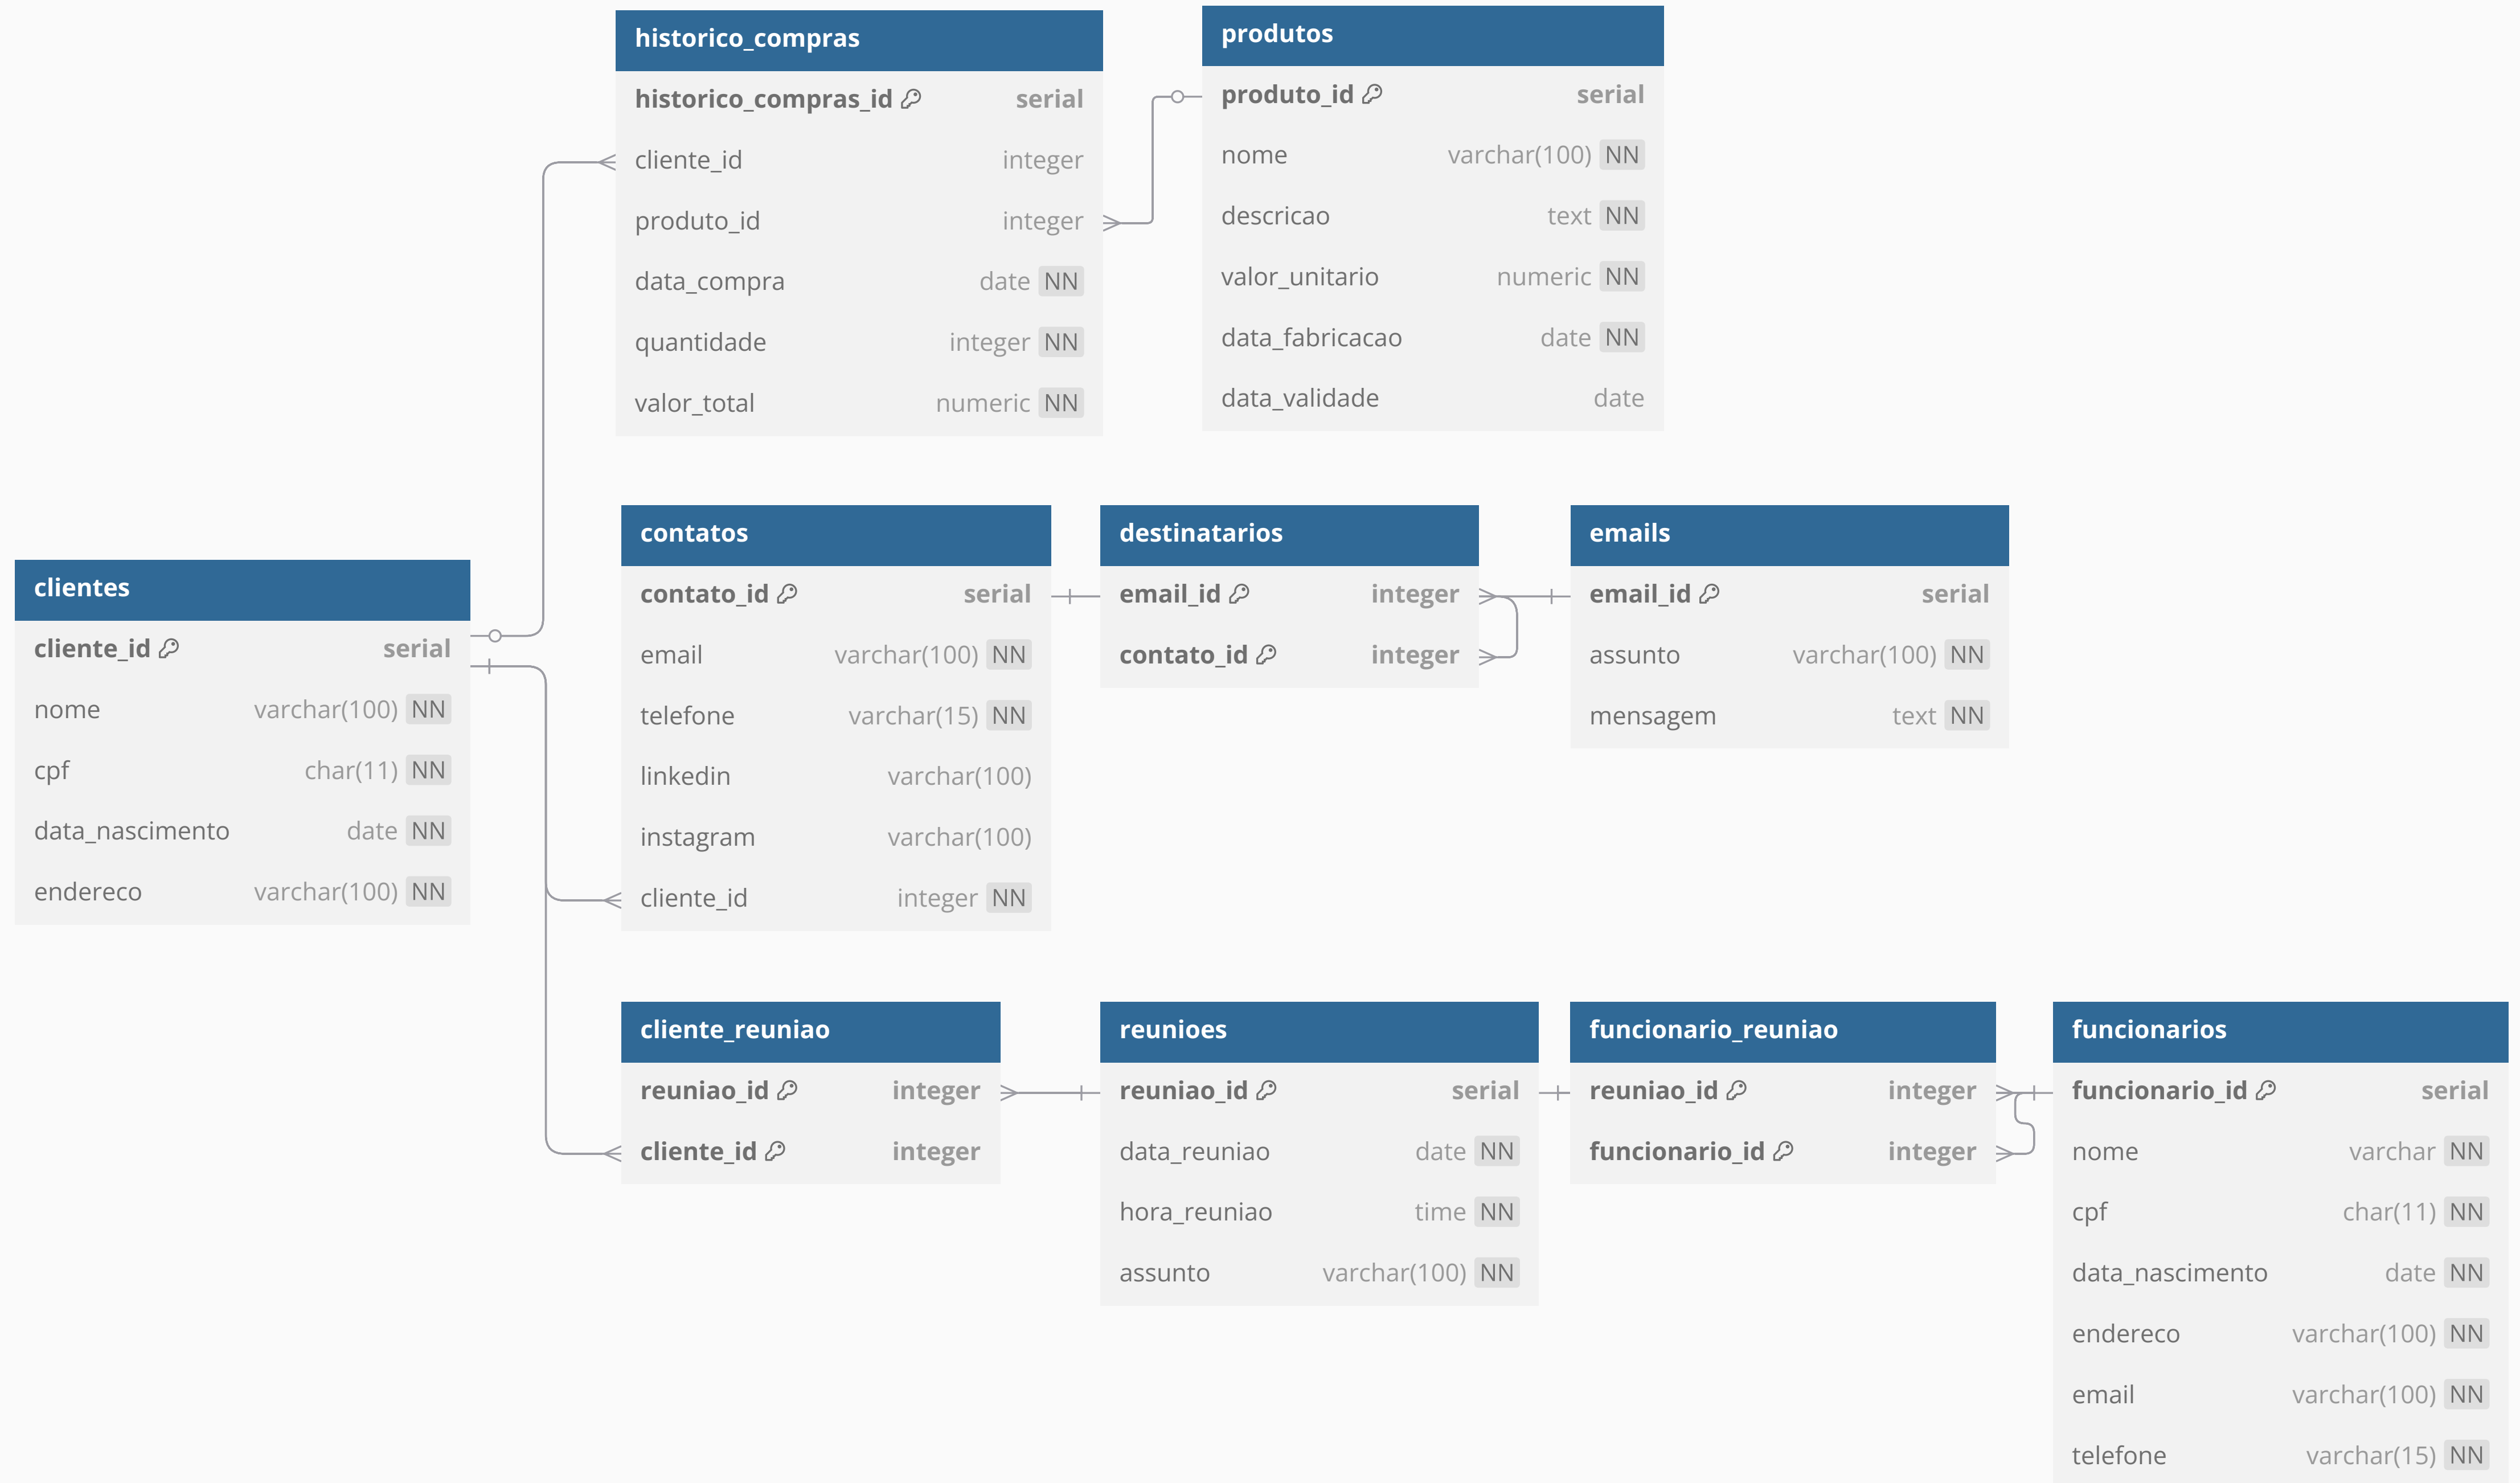 historico_compras
historico_compras_id serial
cliente_id integer
produto_id integer
data_compra date NN
quantidade integer NN
valor_total numeric NN
produtos
produto_id serial
nome varchar(100) NN
descricao text NN
valor_unitario numeric NN
data_fabricacao date NN
data_validade date
clientes
cliente_id serial
nome varchar(100) NN
cpf char(11) NN
data_nascimento date NN
endereco varchar(100) NN
contatos
contato_id serial
email varchar(100) NN
telefone varchar(15) NN
linkedin varchar(100)
instagram varchar(100)
cliente_id integer NN
destinatarios
email_id integer
contato_id integer
emails
email_id serial
assunto varchar(100) NN
mensagem text NN
cliente_reuniao
reuniao_id integer
cliente_id integer
reunioes
reuniao_id serial
data_reuniao date NN
hora_reuniao time NN
assunto varchar(100) NN
funcionario_reuniao
reuniao_id integer
funcionario_id integer
funcionarios
funcionario_id serial
nome varchar NN
cpf char(11) NN
data_nascimento date NN
endereco varchar(100) NN
email varchar(100) NN
telefone varchar(15) NN